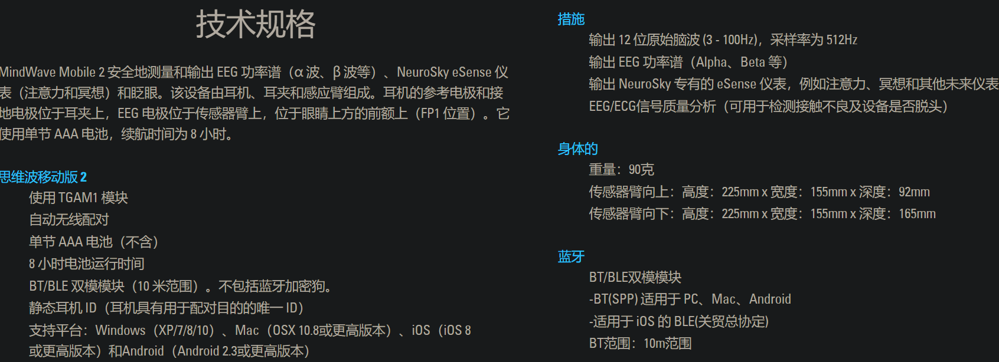 技术规格
MindWave Mobile 2 安全地测量和输出 EEG 功率谱（α 波、β 波等）、NeuroSky eSense 仪
表（注意力和冥想）和眨眼。该设备由耳机、耳夹和感应臂组成。耳机的参考电极和接
地电极位于耳夹上，EEG 电极位于传感器臂上，位于眼睛上方的前额上（FP1 位置）。它
使用单节 AAA 电池，续航时间为 8 小时。
思维波移动版 2
使用 TGAM1 模块
自动无线配对
单节 AAA 电池（不含）
8 小时电池运行时间
BT/BLE 双模模块（10 米范围）。不包括蓝牙加密狗。
静态耳机 ID（耳机具有用于配对目的的唯一 ID）
支持平台：Windows（XP/7/8/10）、Mac（OSX 10.8或更高版本）、iOS（iOS 8
或更高版本）和Android（Android 2.3或更高版本）
措施
输出 12 位原始脑波 (3 - 100Hz)，采样率为 512Hz
输出 EEG 功率谱（Alpha、Beta 等）
输出 NeuroSky 专有的 eSense 仪表，例如注意力、冥想和其他未来仪表
EEG/ECG信号质量分析（可用于检测接触不良及设备是否脱头）
身体的
重量：90克
传感器臂向上：高度：225mm x 宽度：155mm x 深度：92mm
传感器臂向下：高度：225mm x 宽度：155mm x 深度：165mm
蓝牙
BT/BLE双模模块
-BT(SPP) 适用于 PC、Mac、Android
-适用于 iOS 的 BLE(关贸总协定)
BT范围：10m范围